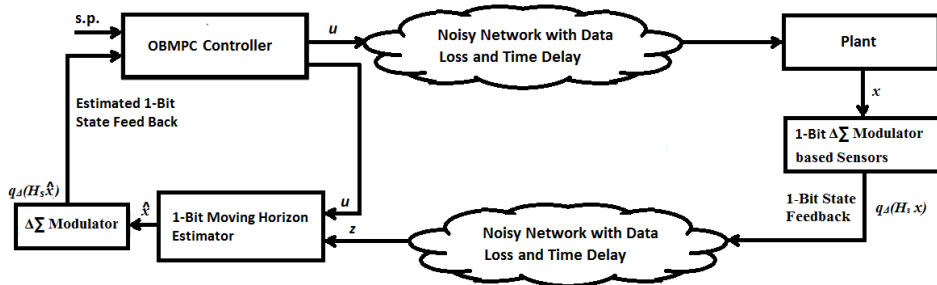 s.p.
OBMPC Controller
u
Noisy Network with Data
Loss and Time Delay
Plant
x
1-Bit ΔΣ Modulator
based Sensors
1-Bit State
Feedback
q_Δ(H_s x)
Noisy Network with Data
Loss and Time Delay
u
z
1-Bit Moving Horizon
Estimator
x̂
ΔΣ Modulator
q_Δ(H_s x̂)
Estimated 1-Bit
State Feed Back